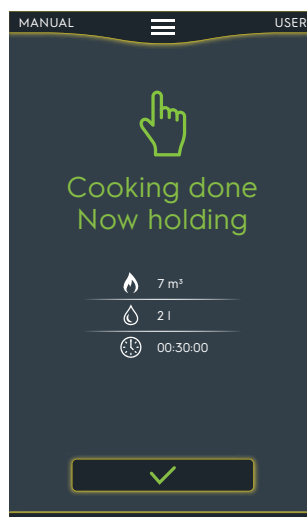 MANUAL USER
Cooking done
Now holding
7 m³
2 l
00:30:00